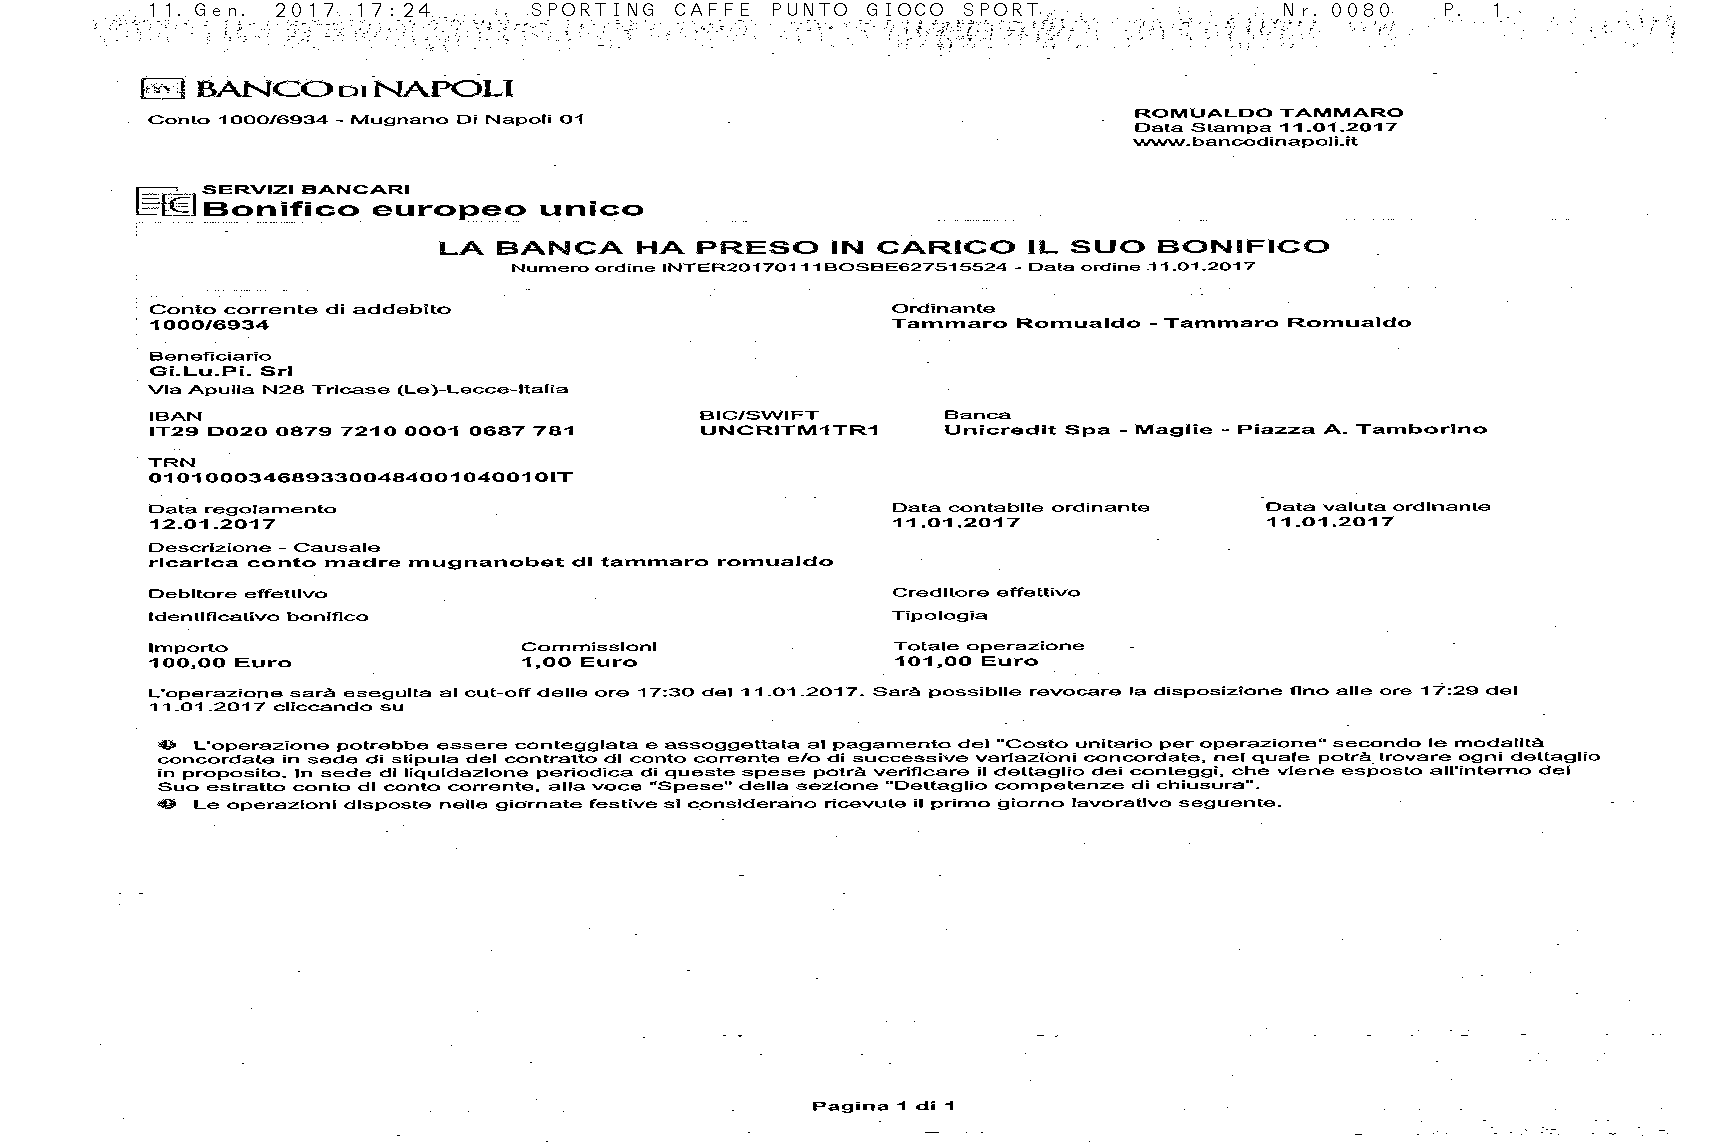 11. Gen. 2017 17:24 SPORTING CAFFE PUNTO GIOCO SPORT Nr. 0080 P. 1
BANCO DI NAPOLI
Conto 1000/6934 - Mugnano Di Napoli 01
ROMUALDO TAMMARO
Data Stampa 11.01.2017
www.bancodinapoli.it
SERVIZI BANCARI
Bonifico europeo unico
LA BANCA HA PRESO IN CARICO IL SUO BONIFICO
Numero ordine INTER20170111BOSBE627515524 - Data ordine 11.01.2017
Conto corrente di addebito Ordinante
1000/6934 Tammaro Romualdo - Tammaro Romualdo
Beneficiario
Gi.Lu.Pi. Srl
Via Apulia N28 Tricase (Le)-Lecce-Italia
IBAN BIC/SWIFT Banca
IT29 D020 0879 7210 0001 0687 781 UNCRITM1TR1 Unicredit Spa - Maglie - Piazza A. Tamborino
TRN
0101000346893300484001040010IT
Data regolamento Data contabile ordinante Data valuta ordinante
12.01.2017 11.01.2017 11.01.2017
Descrizione - Causale
ricarica conto madre mugnanobet di tammaro romualdo
Debitore effettivo Creditore effettivo
Identificativo bonifico Tipologia
Importo Commissioni Totale operazione
100,00 Euro 1,00 Euro 101,00 Euro
L'operazione sarà eseguita al cut-off delle ore 17:30 del 11.01.2017. Sarà possibile revocare la disposizione fino alle ore 17:29 del
11.01.2017 cliccando su
L'operazione potrebbe essere conteggiata e assoggettata al pagamento del "Costo unitario per operazione" secondo le modalità
concordate in sede di stipula del contratto di conto corrente e/o di successive variazioni concordate, nel quale potrà trovare ogni dettaglio
in proposito. In sede di liquidazione periodica di queste spese potrà verificare il dettaglio dei conteggi, che viene esposto all'interno del
Suo estratto conto di conto corrente, alla voce "Spese" della sezione "Dettaglio competenze di chiusura".
Le operazioni disposte nelle giornate festive si considerano ricevute il primo giorno lavorativo seguente.
Pagina 1 di 1